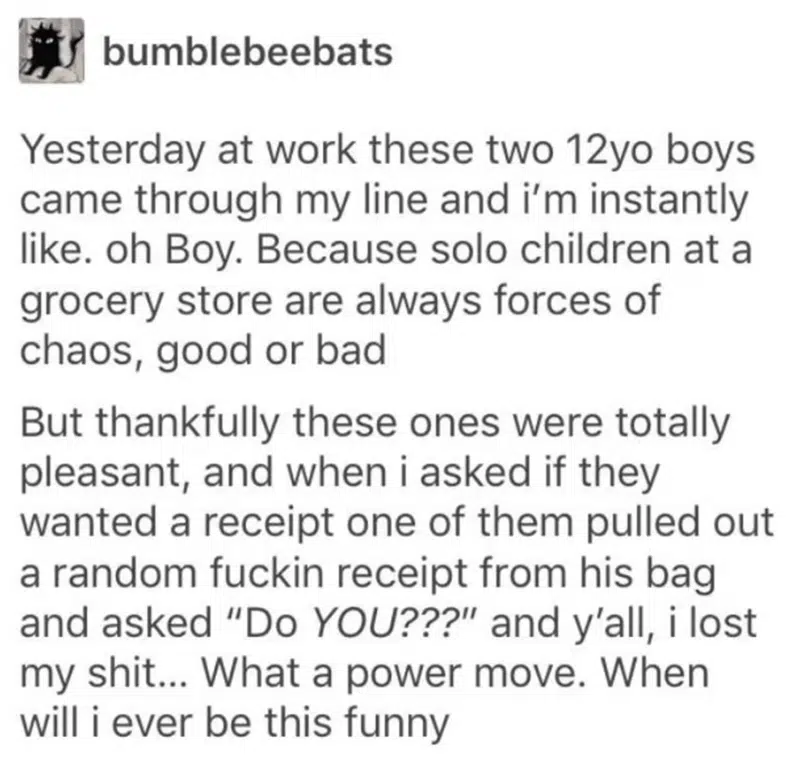 bumblebeebats
Yesterday at work these two 12yo boys
came through my line and i'm instantly
like. oh Boy. Because solo children at a
grocery store are always forces of
chaos, good or bad
But thankfully these ones were totally
pleasant, and when i asked if they
wanted a receipt one of them pulled out
a random fuckin receipt from his bag
and asked "Do YOU???" and y'all, i lost
my shit... What a power move. When
will i ever be this funny